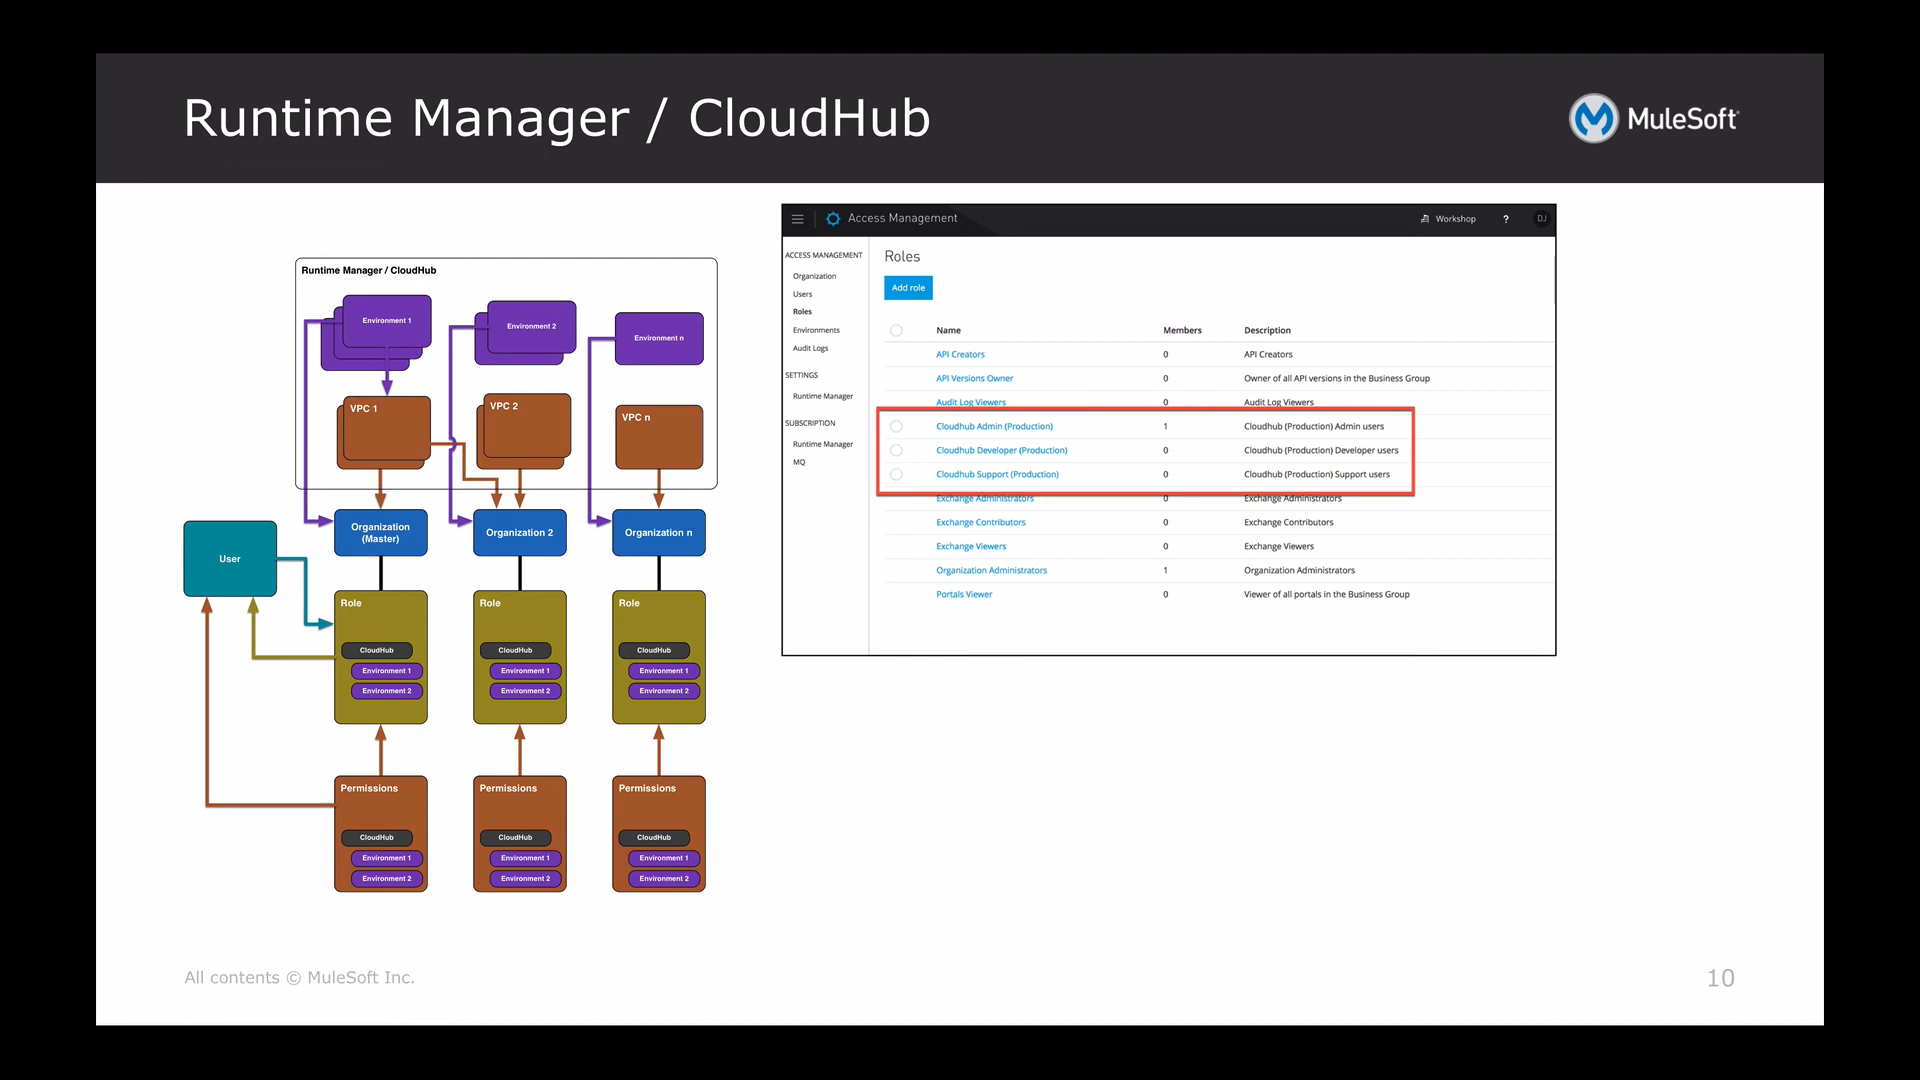 Runtime Manager / CloudHub
MuleSoft
Runtime Manager / CloudHub
Environment 1
Environment 2
Environment n
VPC 1
VPC 2
VPC n
Organization
(Master)
Organization 2
Organization n
User
Role
CloudHub
Environment 1
Environment 2
Role
CloudHub
Environment 1
Environment 2
Role
CloudHub
Environment 1
Environment 2
Permissions
CloudHub
Environment 1
Environment 2
Permissions
CloudHub
Environment 1
Environment 2
Permissions
CloudHub
Environment 1
Environment 2
Access Management
Workshop
?
DJ
ACCESS MANAGEMENT
Organization
Users
Roles
Environments
Audit Logs
SETTINGS
Runtime Manager
SUBSCRIPTION
Runtime Manager
MQ
Roles
Add role
Name Members Description
API Creators 0 API Creators
API Versions Owner 0 Owner of all API versions in the Business Group
Audit Log Viewers 0 Audit Log Viewers
Cloudhub Admin (Production) 1 Cloudhub (Production) Admin users
Cloudhub Developer (Production) 0 Cloudhub (Production) Developer users
Cloudhub Support (Production) 0 Cloudhub (Production) Support users
Exchange Administrators 0 Exchange Administrators
Exchange Contributors 0 Exchange Contributors
Exchange Viewers 0 Exchange Viewers
Organization Administrators 1 Organization Administrators
Portals Viewer 0 Viewer of all portals in the Business Group
All contents © MuleSoft Inc.
10